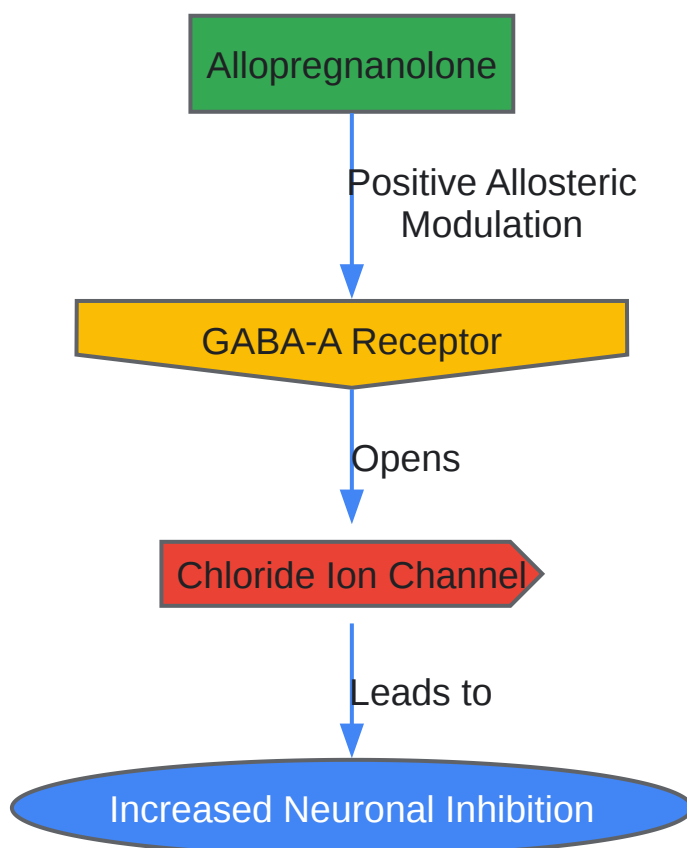 Allopregnanolone
Positive Allosteric
Modulation
GABA-A Receptor
Opens
Chloride Ion Channel
Leads to
Increased Neuronal Inhibition